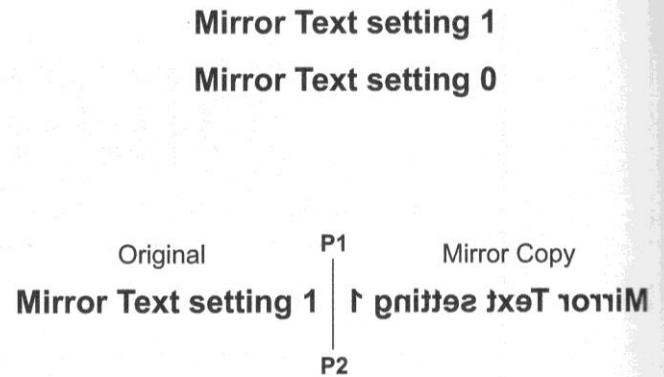 Mirror Text setting 1
Mirror Text setting 0
Original
P1
Mirror Copy
Mirror Text setting 1
Mirror Text setting 1
P2